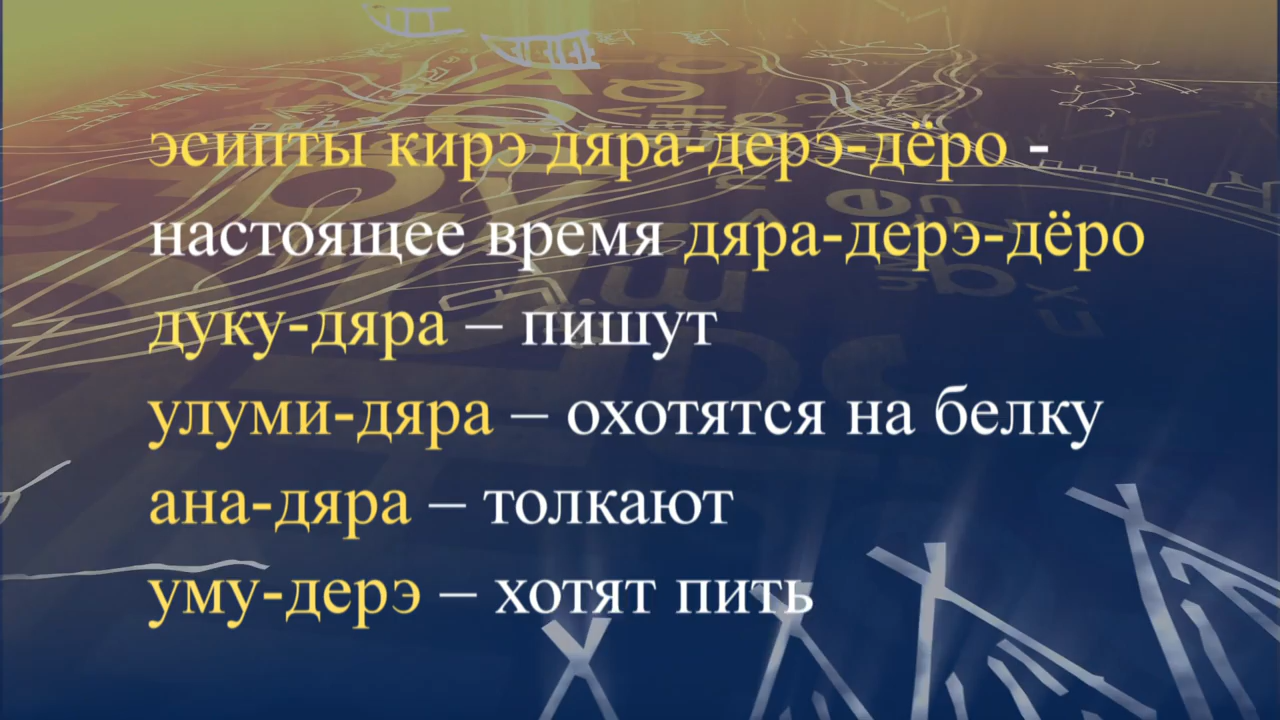 эсипты кирэ дяра-дерэ-дёро -
настоящее время дяра-дерэ-дёро
дуку-дяра – пишут
улуми-дяра – охотятся на белку
ана-дяра – толкают
уму-дерэ – хотят пить